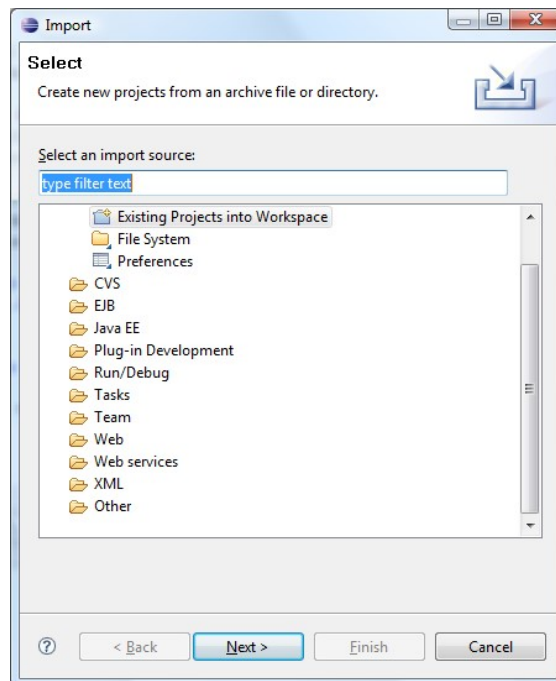 Import
Select
Create new projects from an archive file or directory.
Select an import source:
type filter text
Existing Projects into Workspace
File System
Preferences
CVS
EJB
Java EE
Plug-in Development
Run/Debug
Tasks
Team
Web
Web services
XML
Other
? < Back Next > Finish Cancel